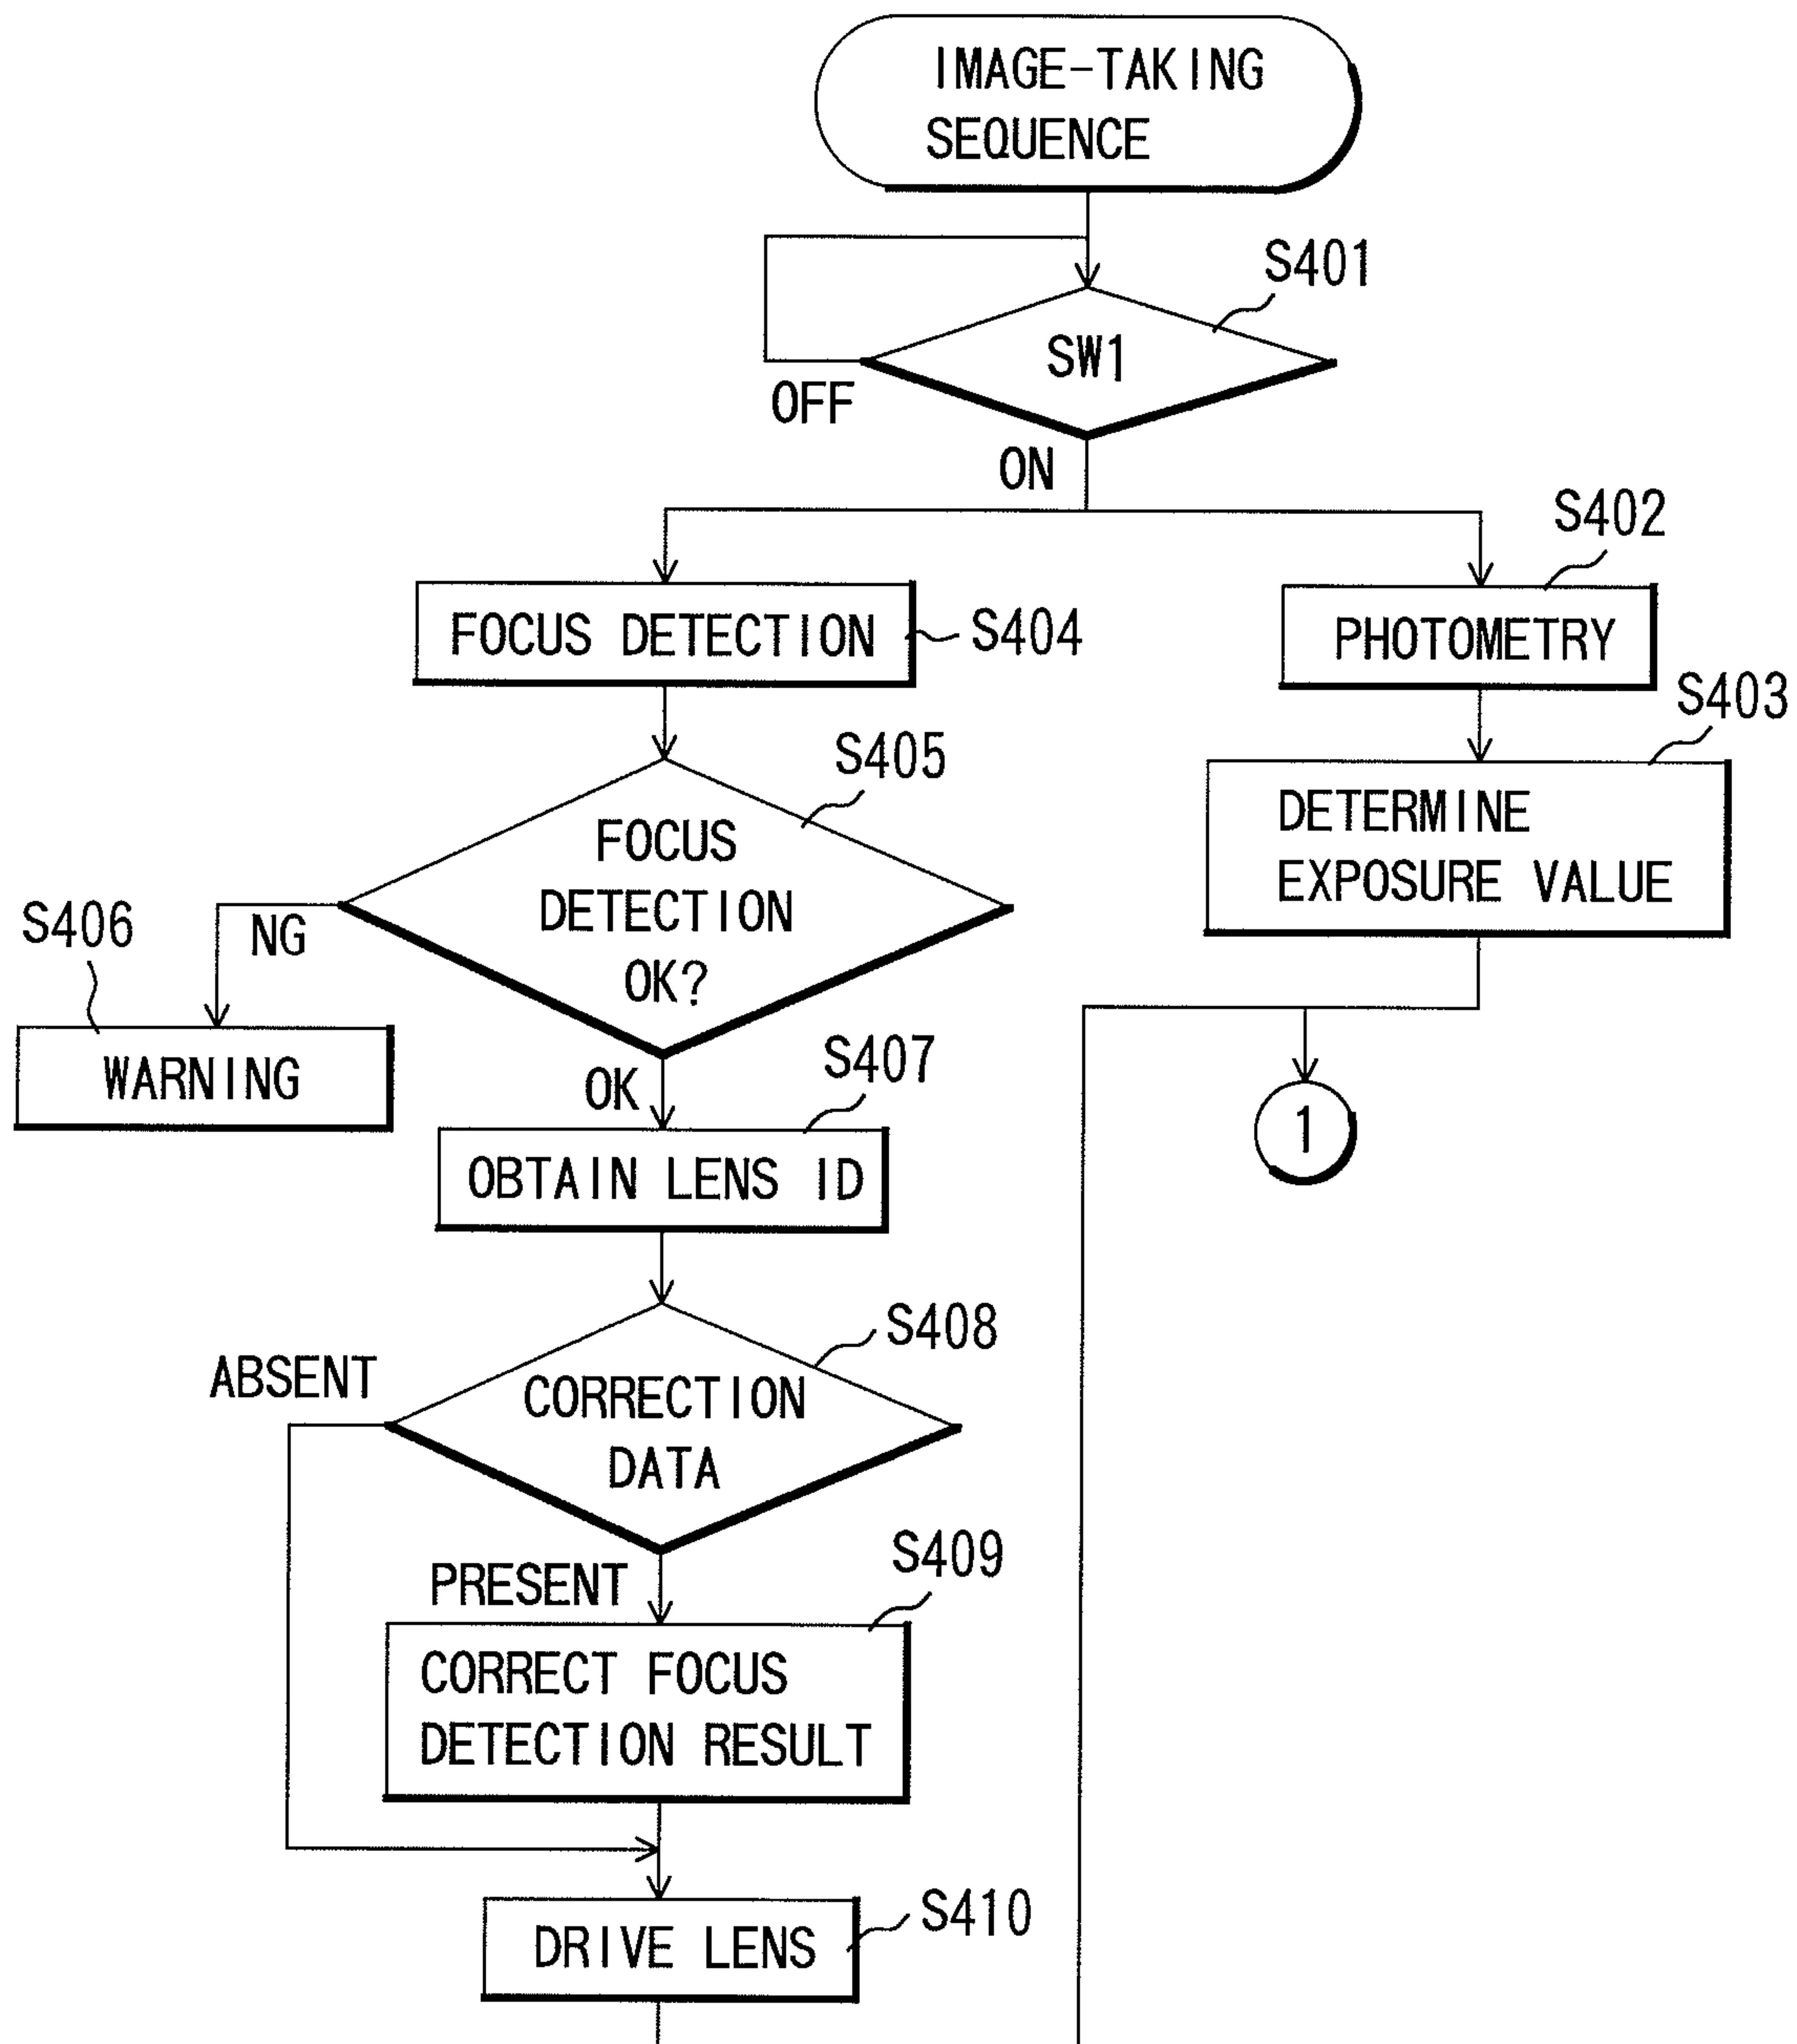 IMAGE-TAKING
SEQUENCE
S401
SW1
OFF
ON
S402
FOCUS DETECTION
S404
PHOTOMETRY
S403
S405
DETERMINE
EXPOSURE VALUE
FOCUS
DETECTION
OK?
S406
NG
WARNING
S407
OK
1
OBTAIN LENS ID
S408
ABSENT
CORRECTION
DATA
S409
PRESENT
CORRECT FOCUS
DETECTION RESULT
S410
DRIVE LENS